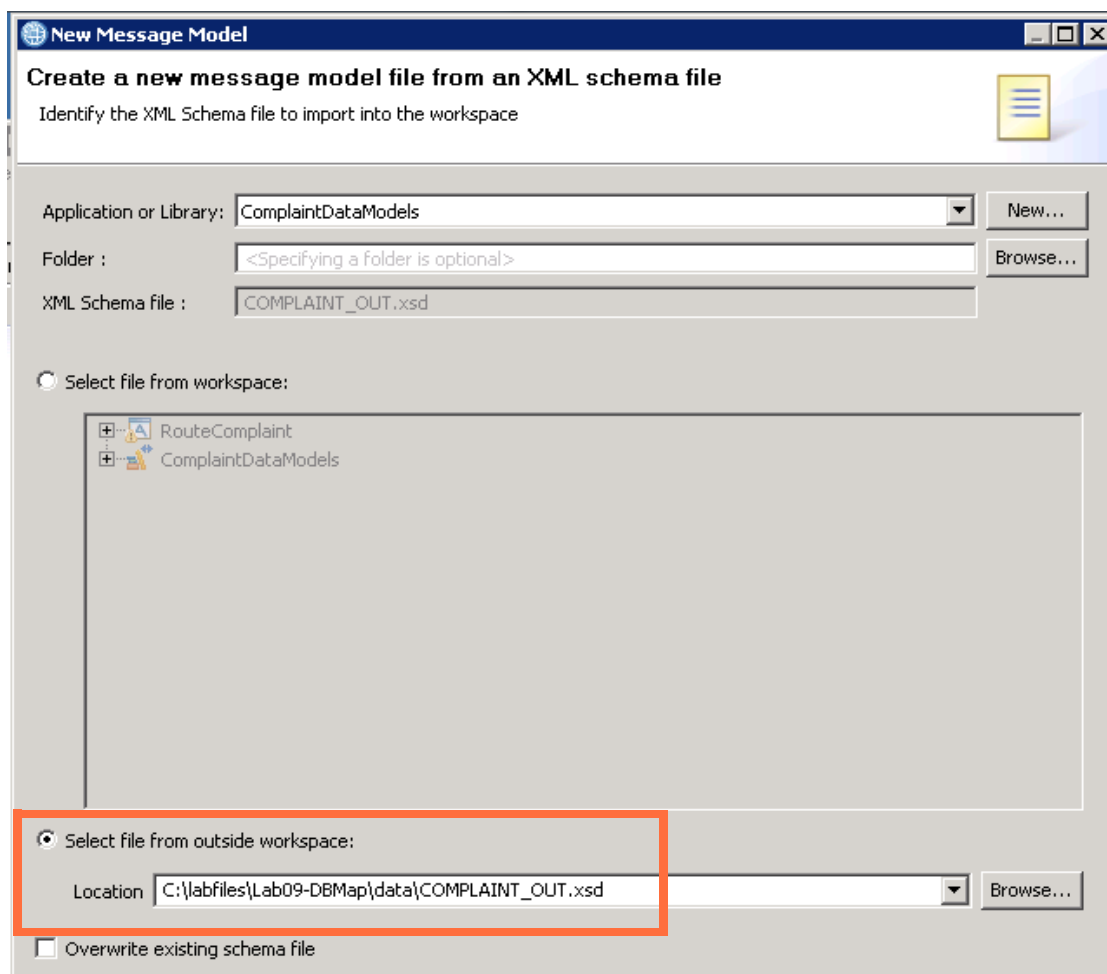 New Message Model
Create a new message model file from an XML schema file
Identify the XML Schema file to import into the workspace
Application or Library: ComplaintDataModels New...
Folder : <Specifying a folder is optional> Browse...
XML Schema file : COMPLAINT_OUT.xsd
Select file from workspace:
RouteComplaint
ComplaintDataModels
Select file from outside workspace:
Location C:\labfiles\Lab09-DBMap\data\COMPLAINT_OUT.xsd Browse...
Overwrite existing schema file